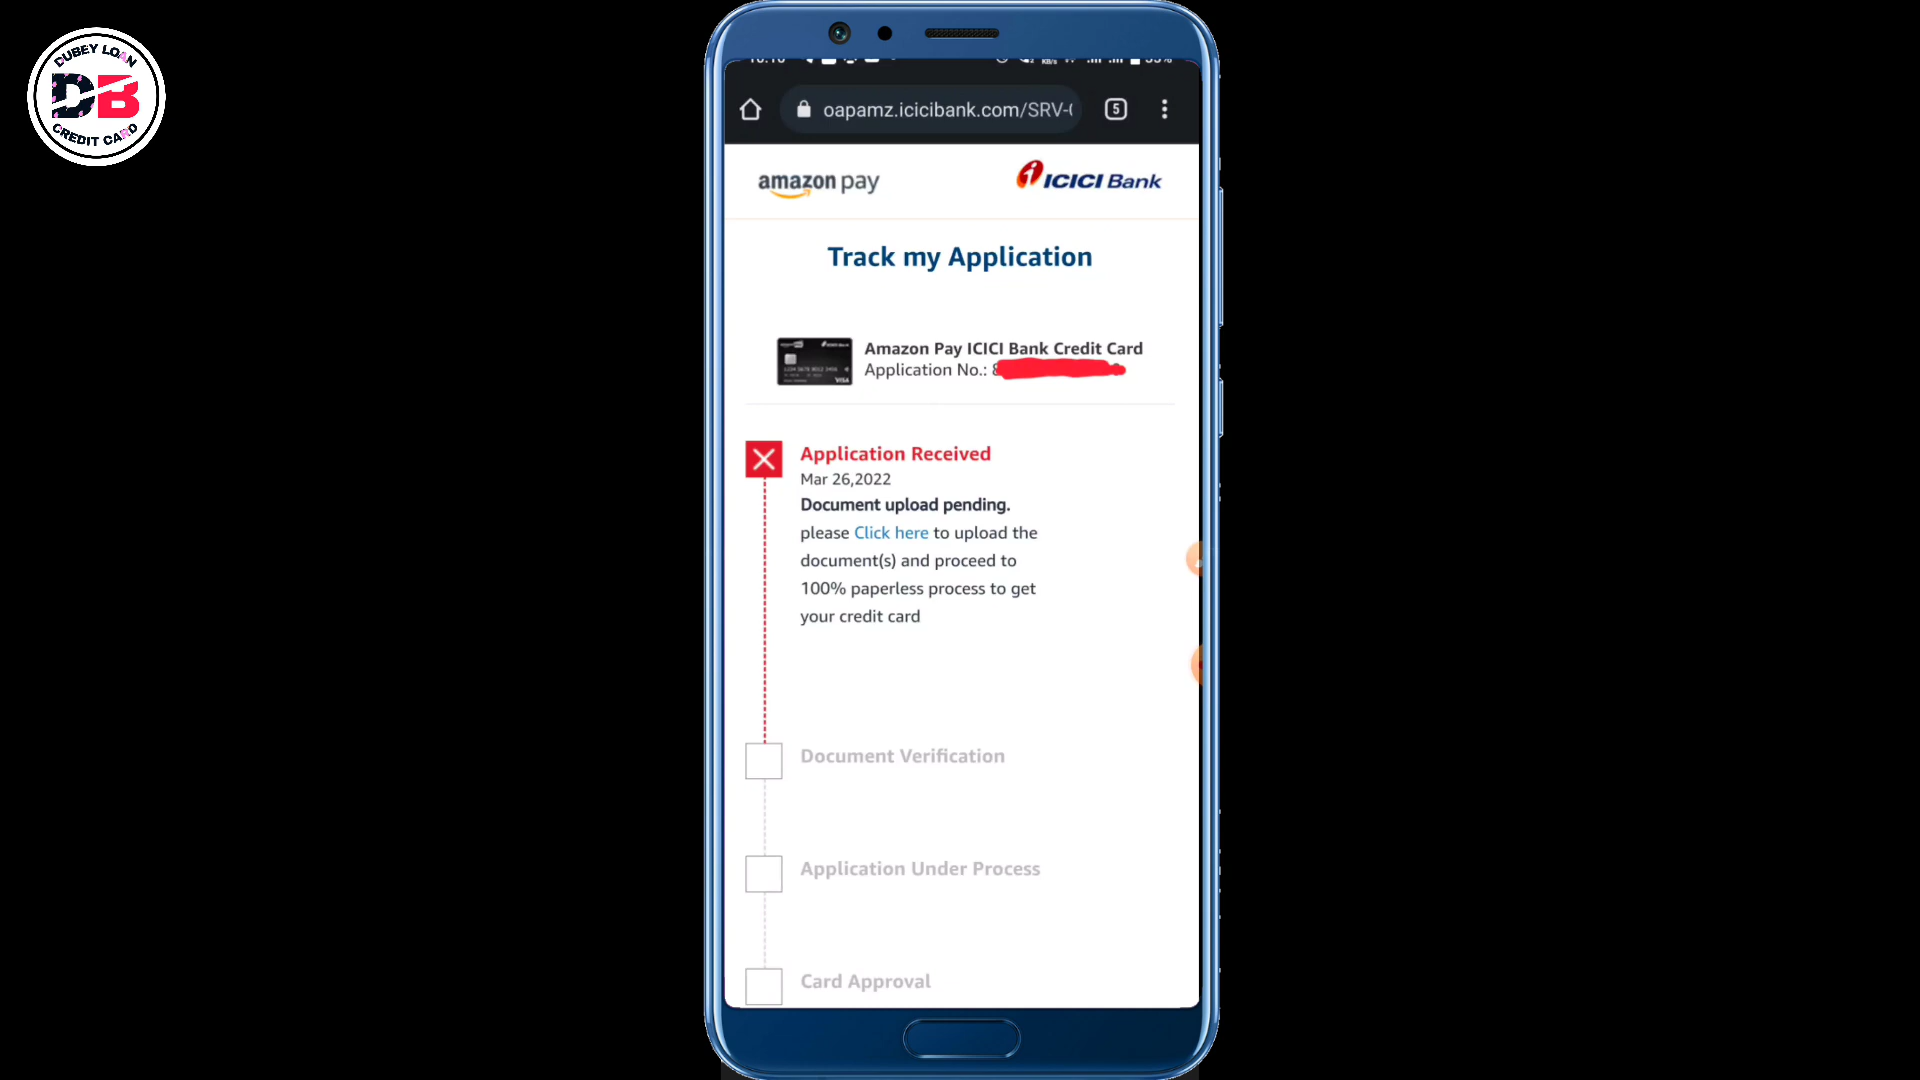 DUBEY LOAN
DB
CREDIT CARD
oapamz.icicibank.com/SRV-
5
amazon pay
ICICI Bank
Track my Application
Amazon Pay ICICI Bank Credit Card
Application No.:
Application Received
Mar 26,2022
Document upload pending.
please Click here to upload the
document(s) and proceed to
100% paperless process to get
your credit card
Document Verification
Application Under Process
Card Approval